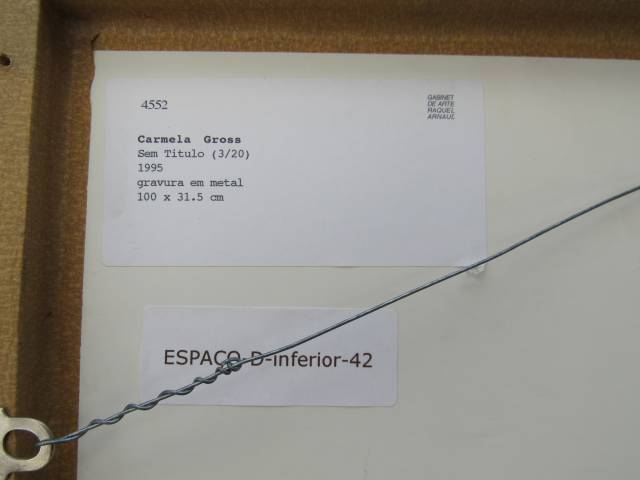 4552
GABINET
DE ARTE
RAQUEL
ARNAUD
Carmela Gross
Sem Titulo (3/20)
1995
gravura em metal
100 x 31.5 cm
ESPACO-D-inferior-42